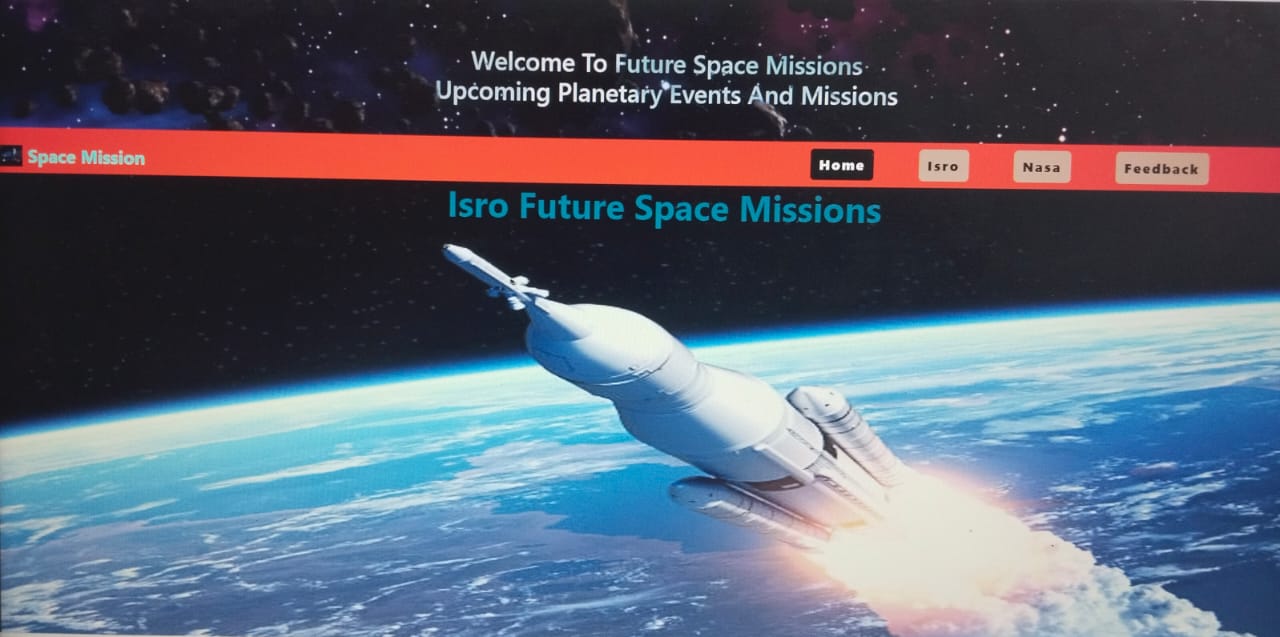 Welcome To Future Space Missions
Upcoming Planetary Events And Missions
Space Mission
Home
Isro
Nasa
Feedback
Isro Future Space Missions